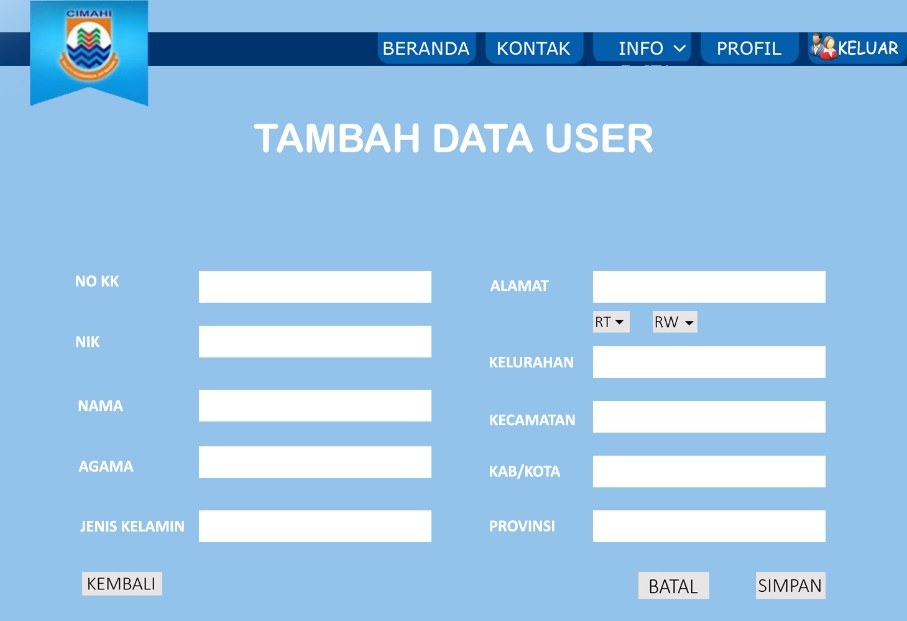 CIMAHI
BERANDA KONTAK INFO PROFIL KELUAR
TAMBAH DATA USER
NO KK
NIK
NAMA
AGAMA
JENIS KELAMIN
ALAMAT
RT RW
KELURAHAN
KECAMATAN
KAB/KOTA
PROVINSI
KEMBALI BATAL SIMPAN